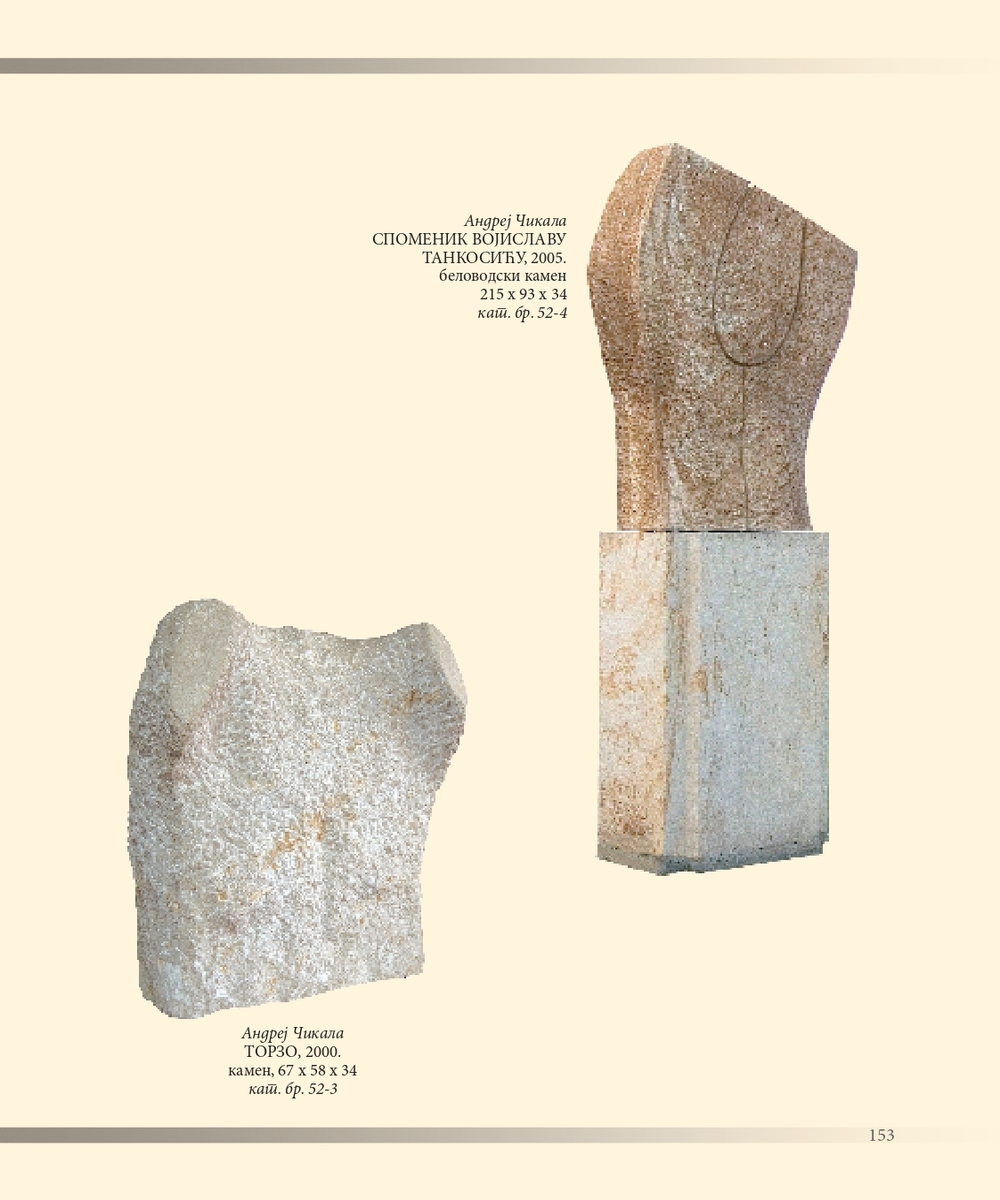 Андреј Чикала
СПОМЕНИК ВОЈИСЛАВУ
ТАНКОСИЋУ, 2005.
беловодски камен
215 x 93 x 34
кат. бр. 52-4
Андреј Чикала
ТОРЗО, 2000.
камен, 67 x 58 x 34
кат. бр. 52-3
153